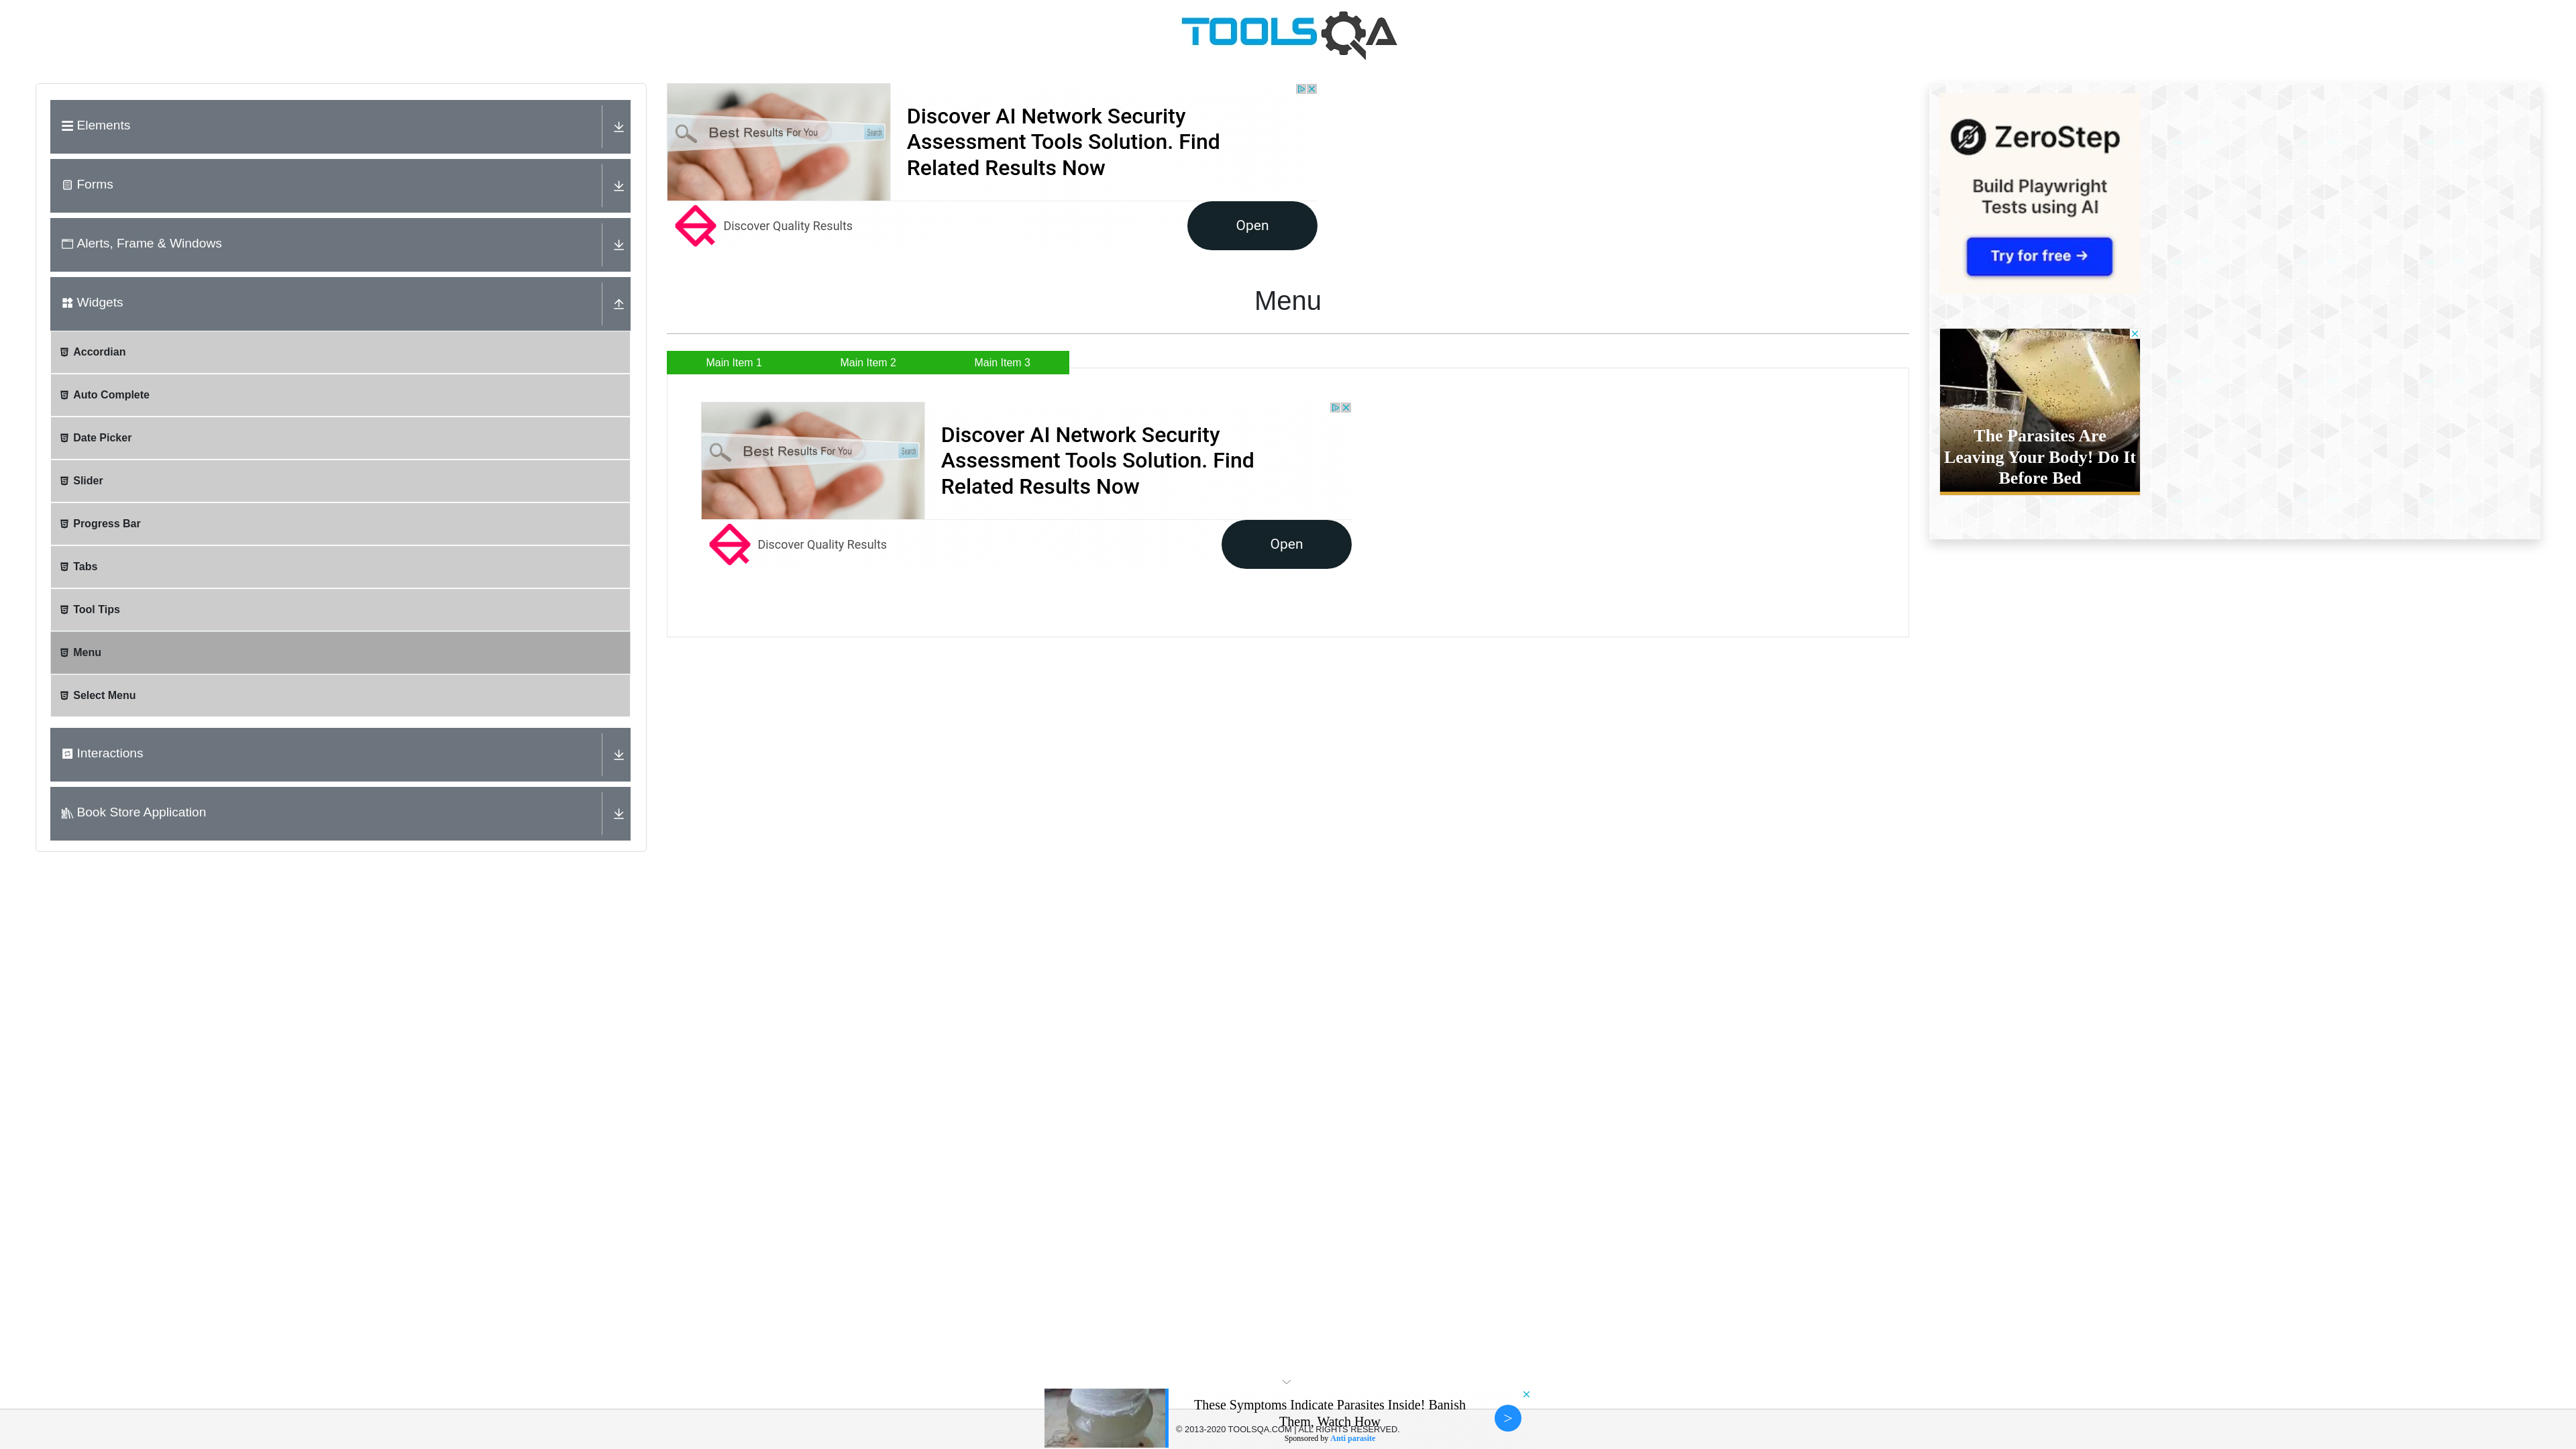 TOOLSQA
Elements
Forms
Alerts, Frame & Windows
Widgets
Accordian
Auto Complete
Date Picker
Slider
Progress Bar
Tabs
Tool Tips
Menu
Select Menu
Interactions
Book Store Application
Best Results For You
Search
Discover AI Network Security
Assessment Tools Solution. Find
Related Results Now
Discover Quality Results
Open
Menu
Main Item 1
Main Item 2
Main Item 3
Best Results For You
Search
Discover AI Network Security
Assessment Tools Solution. Find
Related Results Now
Discover Quality Results
Open
ZeroStep
Build Playwright
Tests using AI
Try for free →
The Parasites Are
Leaving Your Body! Do It
Before Bed
These Symptoms Indicate Parasites Inside! Banish
Them, Watch How
© 2013-2020 TOOLSQA.COM | ALL RIGHTS RESERVED.
Sponsored by Anti parasite
>